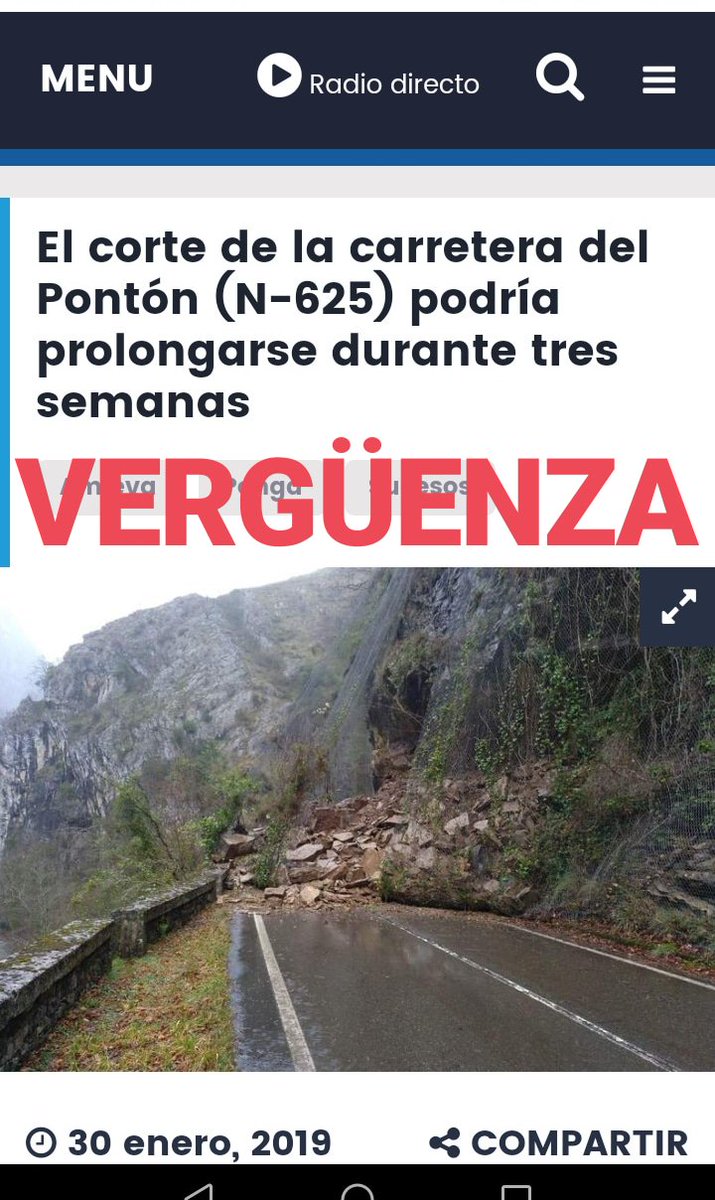 MENU
Radio directo
El corte de la carretera del
Pontón (N-625) podría
prolongarse durante tres
semanas
Amieva Ponga Sucesos
VERGÜENZA
30 enero, 2019
COMPARTIR